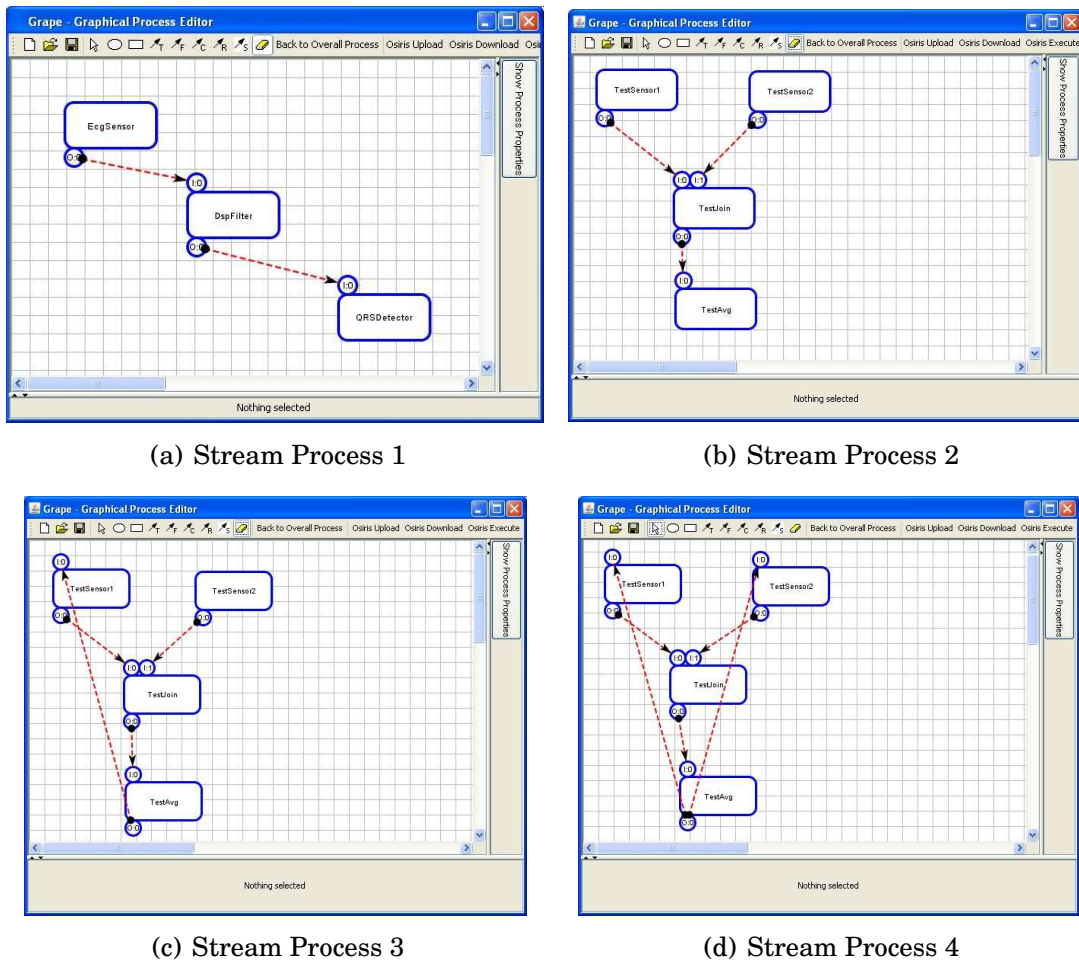 Grape - Graphical Process Editor
T F C R S Back to Overall Process Osiris Upload Osiris Download Osi
EcgSensor
O:0
I:0
DspFilter
O:0
I:0
QRSDetector
Show Process Properties
Nothing selected
(a) Stream Process 1
Grape - Graphical Process Editor
T F C R S Back to Overall Process Osiris Upload Osiris Download Osiris Execute
TestSensor1
TestSensor2
O:0
O:0
I:0 I:1
TestJoin
O:0
I:0
TestAvg
Show Process Properties
Nothing selected
(b) Stream Process 2
Grape - Graphical Process Editor
T F C R S Back to Overall Process Osiris Upload Osiris Download Osiris Execute
I:0
TestSensor1
TestSensor2
O:0
O:0
I:0 I:1
TestJoin
O:0
I:0
TestAvg
O:0
Show Process Properties
Nothing selected
(c) Stream Process 3
Grape - Graphical Process Editor
T F C R S Back to Overall Process Osiris Upload Osiris Download Osiris Execute
I:0
I:0
TestSensor1
TestSensor2
O:0
O:0
I:0 I:1
TestJoin
O:0
I:0
TestAvg
O:0
Show Process Properties
Nothing selected
(d) Stream Process 4